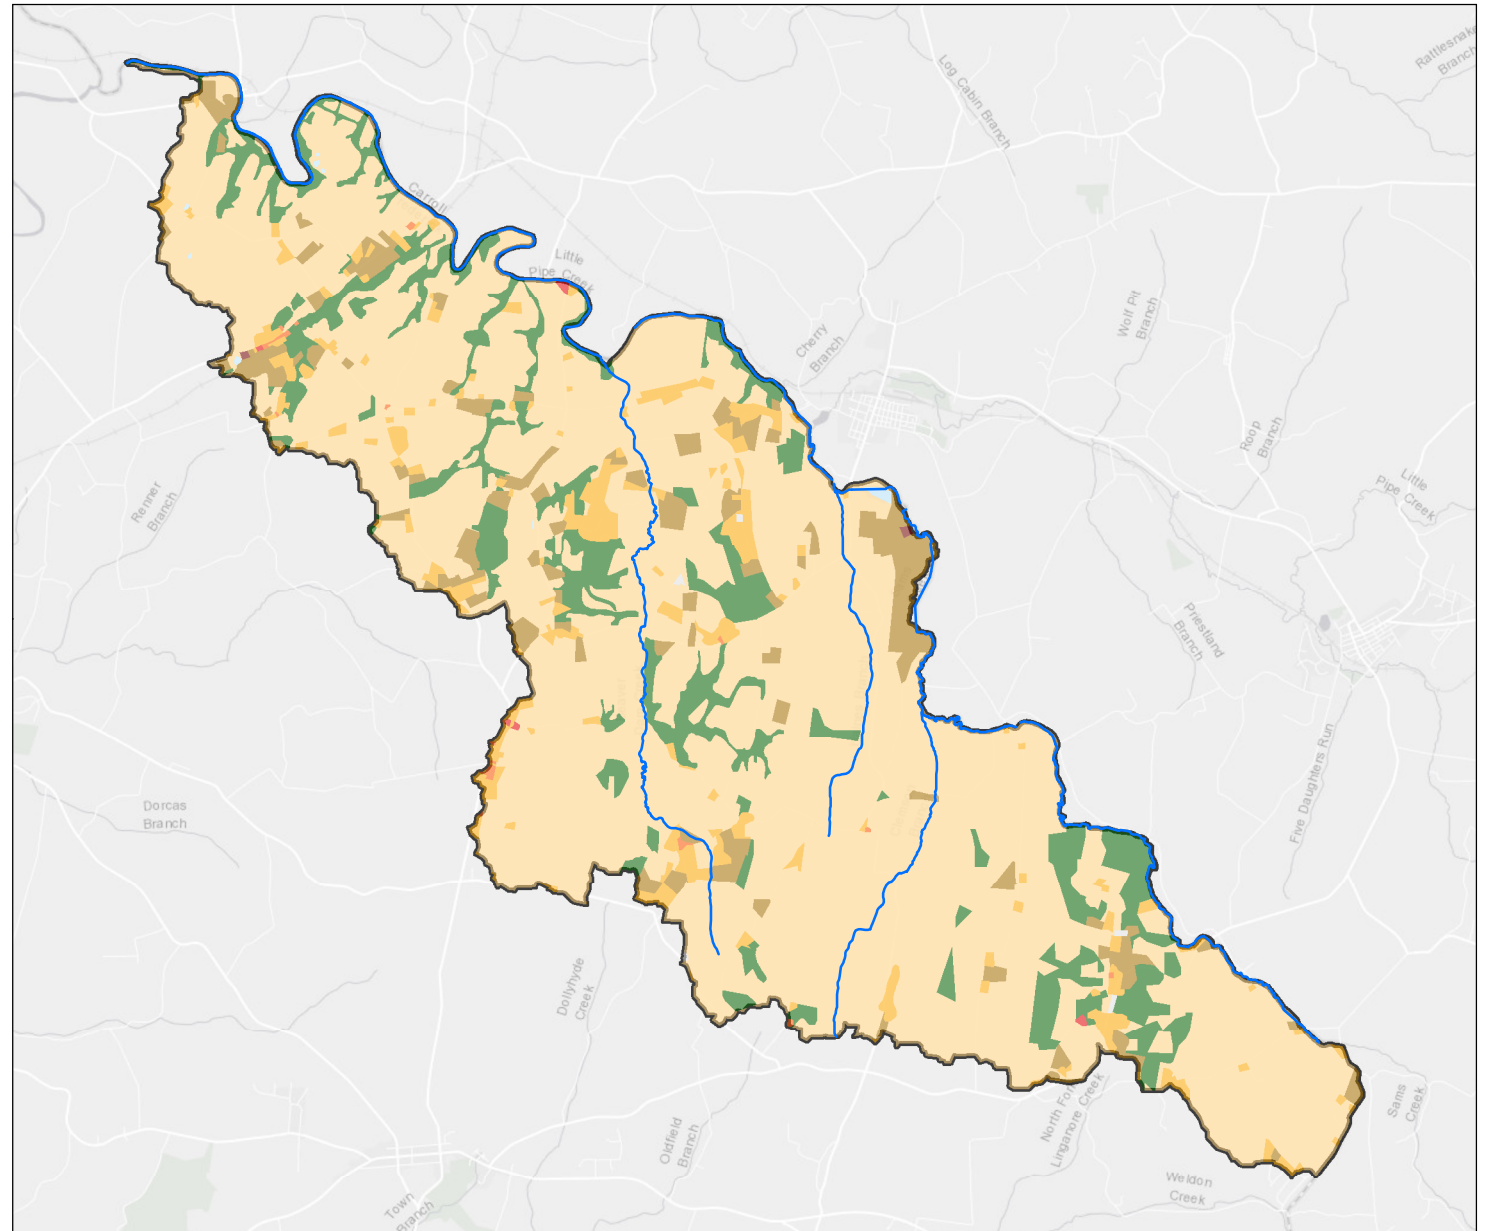 Rattlesnake
Branch
Log Cabin Branch
Carroll
Little
Pipe Creek
Wolf Pit
Branch
Cherry
Branch
Roop
Branch
Little
Pipe Creek
Renner
Branch
Priestland
Branch
Five Daughters Run
Dorcas
Branch
Dollyhyde
Creek
Sams
Creek
North Fork
Linganore Creek
Oldfield
Branch
Weldon
Creek
Town
Branch